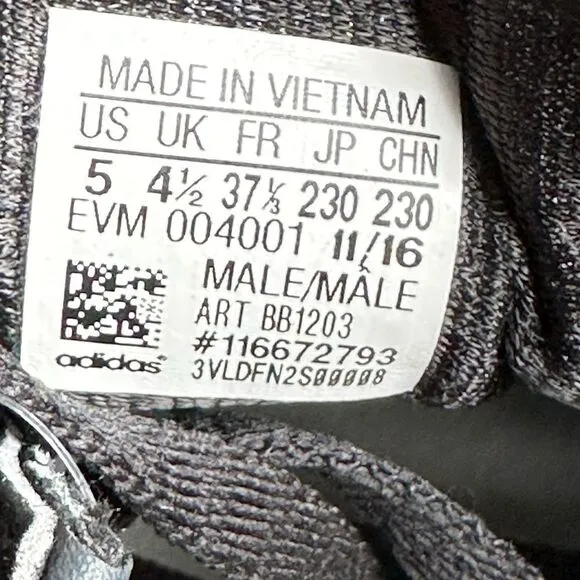 MADE IN VIETNAM
US UK FR JP CHN
5 4½ 37⅓ 230 230
EVM 004001 11/16
MALE/MÂLE
ART BB1203
#116672793
3VLDFN2S00008
adidas